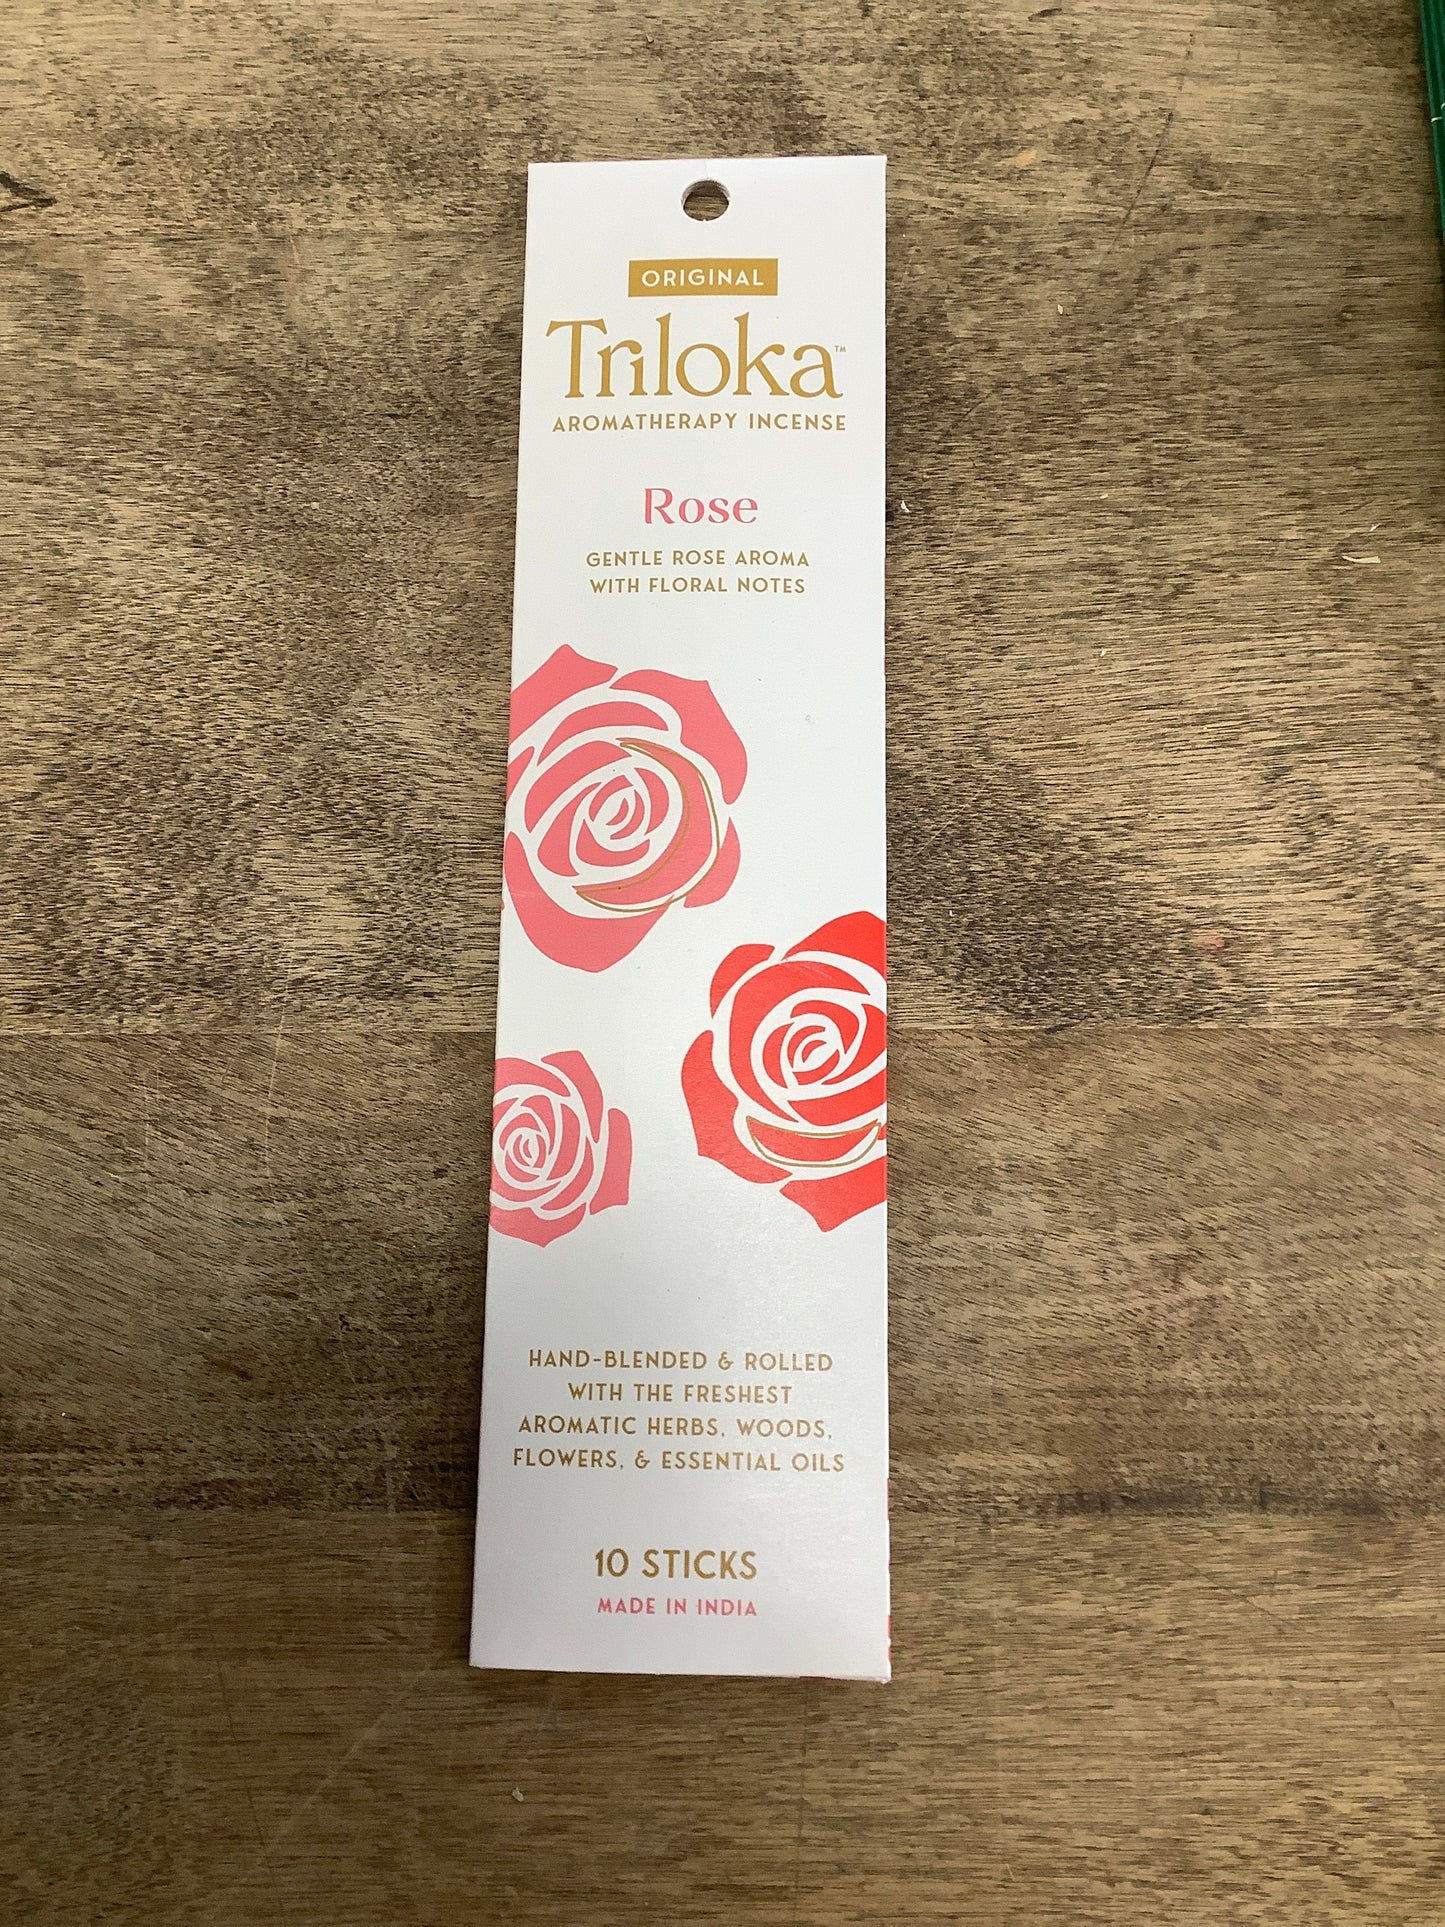 ORIGINAL
Triloka™
AROMATHERAPY INCENSE
Rose
GENTLE ROSE AROMA
WITH FLORAL NOTES
HAND-BLENDED & ROLLED
WITH THE FRESHEST
AROMATIC HERBS, WOODS,
FLOWERS, & ESSENTIAL OILS
10 STICKS
MADE IN INDIA